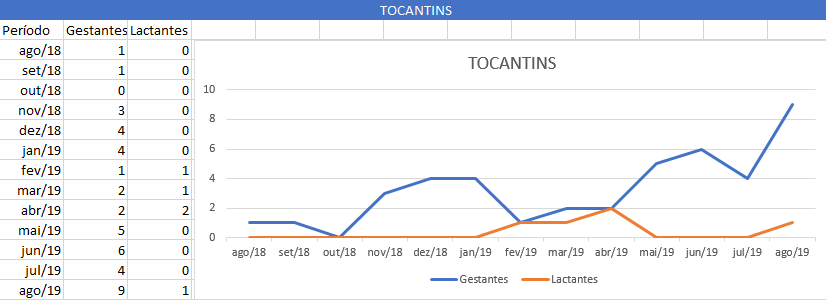 TOCANTINS
Período Gestantes Lactantes
ago/18 1 0
set/18 1 0
out/18 0 0
nov/18 3 0
dez/18 4 0
jan/19 4 0
fev/19 1 1
mar/19 2 1
abr/19 2 2
mai/19 5 0
jun/19 6 0
jul/19 4 0
ago/19 9 1
TOCANTINS
10
8
6
4
2
0
ago/18 set/18 out/18 nov/18 dez/18 jan/19 fev/19 mar/19 abr/19 mai/19 jun/19 jul/19 ago/19
Gestantes Lactantes